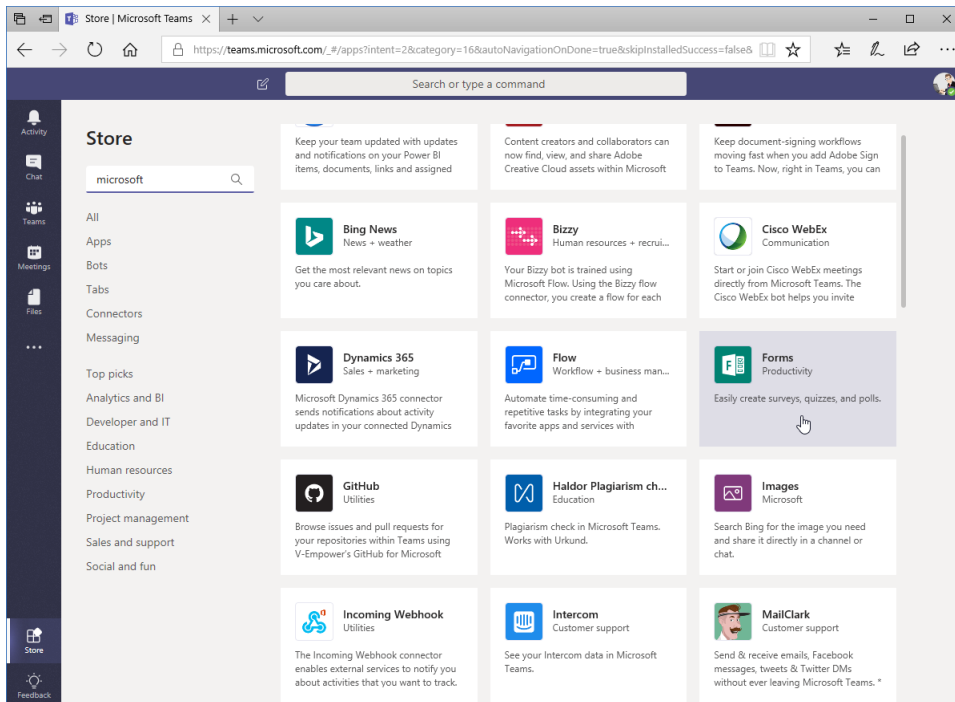 Store | Microsoft Teams
https://teams.microsoft.com/_#/apps?intent=2&category=16&autoNavigationOnDone=true&skipInstalledSuccess=false&
Search or type a command
Activity
Chat
Teams
Meetings
Files
Store
Feedback
Store
microsoft
All
Apps
Bots
Tabs
Connectors
Messaging
Top picks
Analytics and BI
Developer and IT
Education
Human resources
Productivity
Project management
Sales and support
Social and fun
Keep your team updated with updates
and notifications on your Power BI
items, documents, links and assigned
Content creators and collaborators can
now find, view, and share Adobe
Creative Cloud assets within Microsoft
Keep document-signing workflows
moving fast when you add Adobe Sign
to Teams. Now, right in Teams, you can
Bing News
News + weather
Get the most relevant news on topics
you care about.
Bizzy
Human resources + recrui...
Your Bizzy bot is trained using
Microsoft Flow. Using the Bizzy flow
connector, you create a flow for each
Cisco WebEx
Communication
Start or join Cisco WebEx meetings
directly from Microsoft Teams. The
Cisco WebEx bot helps you invite
Dynamics 365
Sales + marketing
Microsoft Dynamics 365 connector
sends notifications about activity
updates in your connected Dynamics
Flow
Workflow + business man...
Automate time-consuming and
repetitive tasks by integrating your
favorite apps and services with
Forms
Productivity
Easily create surveys, quizzes, and polls.
GitHub
Utilities
Browse issues and pull requests for
your repositories within Teams using
V-Empower's GitHub for Microsoft
Haldor Plagiarism ch...
Education
Plagiarism check in Microsoft Teams.
Works with Urkund.
Images
Microsoft
Search Bing for the image you need
and share it directly in a channel or
chat.
Incoming Webhook
Utilities
The Incoming Webhook connector
enables external services to notify you
about activities that you want to track.
Intercom
Customer support
See your Intercom data in Microsoft
Teams.
MailClark
Customer support
Send & receive emails, Facebook
messages, tweets & Twitter DMs
without ever leaving Microsoft Teams. *